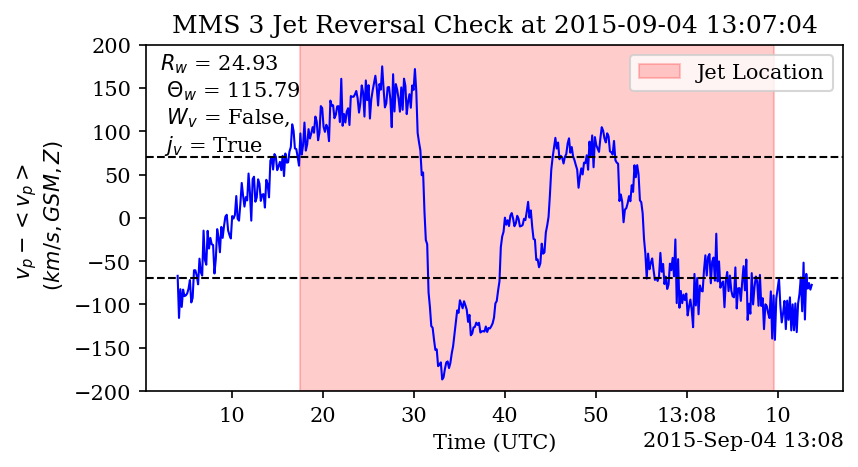 MMS 3 Jet Reversal Check at 2015-09-04 13:07:04
R_w = 24.93
Θ_w = 115.79
W_v = False,
j_v = True
Jet Location
v_p − < v_p >
(km/s, GSM, Z)
200
150
100
50
0
−50
−100
−150
−200
10 20 30 40 50 13:08 10
Time (UTC)
2015-Sep-04 13:08